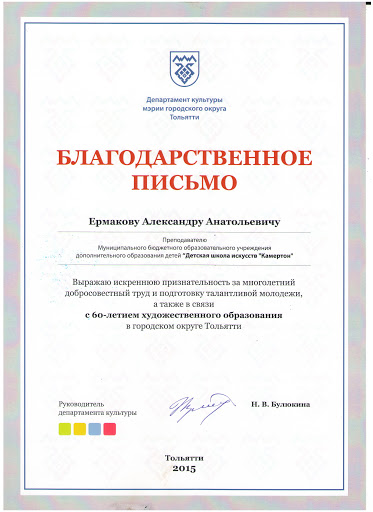 Департамент культуры
мэрии городского округа
Тольятти
БЛАГОДАРСТВЕННОЕ
ПИСЬМО
Ермакову Александру Анатольевичу
Преподавателю
Муниципального бюджетного образовательного учреждения
дополнительного образования детей "Детская школа искусств "Камертон"
Выражаю искреннюю признательность за многолетний
добросовестный труд и подготовку талантливой молодежи,
а также в связи
с 60-летием художественного образования
в городском округе Тольятти
Руководитель
департамента культуры
Н. В. Булюкина
Тольятти
2015